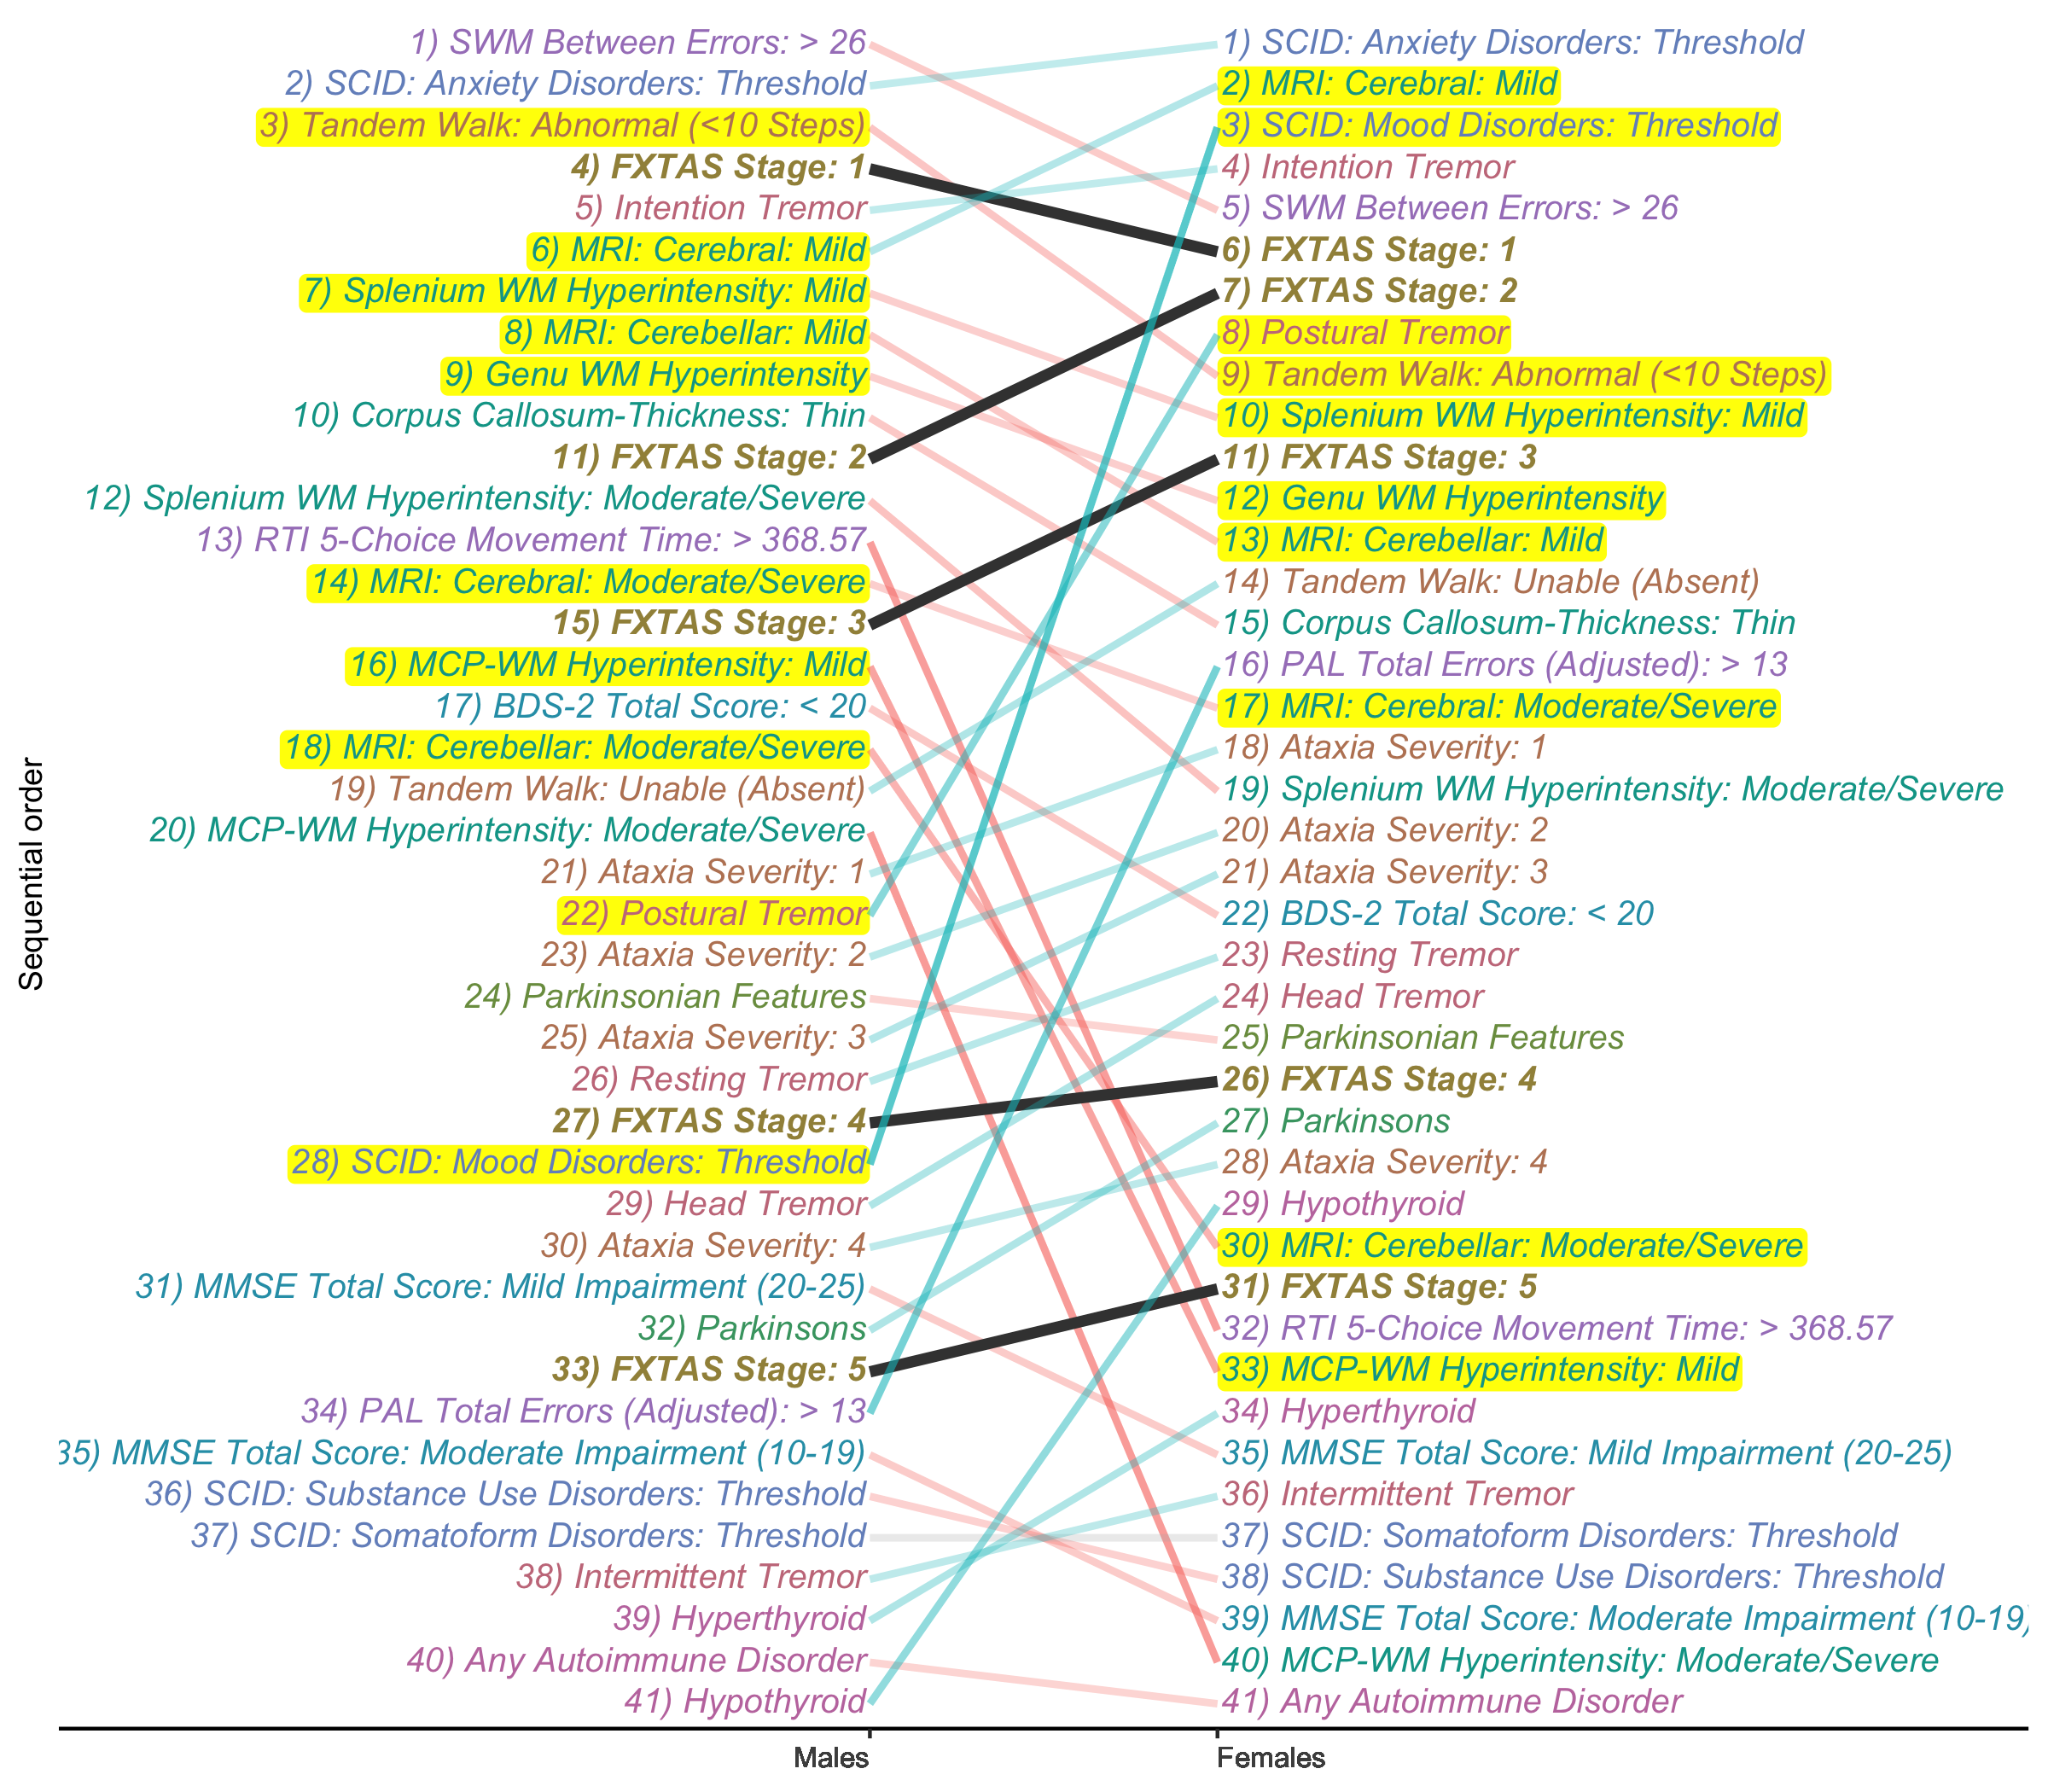 1) SWM Between Errors: > 26
2) SCID: Anxiety Disorders: Threshold
3) Tandem Walk: Abnormal (<10 Steps)
4) FXTAS Stage: 1
5) Intention Tremor
6) MRI: Cerebral: Mild
7) Splenium WM Hyperintensity: Mild
8) MRI: Cerebellar: Mild
9) Genu WM Hyperintensity
10) Corpus Callosum-Thickness: Thin
11) FXTAS Stage: 2
12) Splenium WM Hyperintensity: Moderate/Severe
13) RTI 5-Choice Movement Time: > 368.57
14) MRI: Cerebral: Moderate/Severe
15) FXTAS Stage: 3
16) MCP-WM Hyperintensity: Mild
17) BDS-2 Total Score: < 20
18) MRI: Cerebellar: Moderate/Severe
19) Tandem Walk: Unable (Absent)
20) MCP-WM Hyperintensity: Moderate/Severe
21) Ataxia Severity: 1
22) Postural Tremor
23) Ataxia Severity: 2
24) Parkinsonian Features
25) Ataxia Severity: 3
26) Resting Tremor
27) FXTAS Stage: 4
28) SCID: Mood Disorders: Threshold
29) Head Tremor
30) Ataxia Severity: 4
31) MMSE Total Score: Mild Impairment (20-25)
32) Parkinsons
33) FXTAS Stage: 5
34) PAL Total Errors (Adjusted): > 13
35) MMSE Total Score: Moderate Impairment (10-19)
36) SCID: Substance Use Disorders: Threshold
37) SCID: Somatoform Disorders: Threshold
38) Intermittent Tremor
39) Hyperthyroid
40) Any Autoimmune Disorder
41) Hypothyroid
1) SCID: Anxiety Disorders: Threshold
2) MRI: Cerebral: Mild
3) SCID: Mood Disorders: Threshold
4) Intention Tremor
5) SWM Between Errors: > 26
6) FXTAS Stage: 1
7) FXTAS Stage: 2
8) Postural Tremor
9) Tandem Walk: Abnormal (<10 Steps)
10) Splenium WM Hyperintensity: Mild
11) FXTAS Stage: 3
12) Genu WM Hyperintensity
13) MRI: Cerebellar: Mild
14) Tandem Walk: Unable (Absent)
15) Corpus Callosum-Thickness: Thin
16) PAL Total Errors (Adjusted): > 13
17) MRI: Cerebral: Moderate/Severe
18) Ataxia Severity: 1
19) Splenium WM Hyperintensity: Moderate/Severe
20) Ataxia Severity: 2
21) Ataxia Severity: 3
22) BDS-2 Total Score: < 20
23) Resting Tremor
24) Head Tremor
25) Parkinsonian Features
26) FXTAS Stage: 4
27) Parkinsons
28) Ataxia Severity: 4
29) Hypothyroid
30) MRI: Cerebellar: Moderate/Severe
31) FXTAS Stage: 5
32) RTI 5-Choice Movement Time: > 368.57
33) MCP-WM Hyperintensity: Mild
34) Hyperthyroid
35) MMSE Total Score: Mild Impairment (20-25)
36) Intermittent Tremor
37) SCID: Somatoform Disorders: Threshold
38) SCID: Substance Use Disorders: Threshold
39) MMSE Total Score: Moderate Impairment (10-19)
40) MCP-WM Hyperintensity: Moderate/Severe
41) Any Autoimmune Disorder
Sequential order
Males
Females